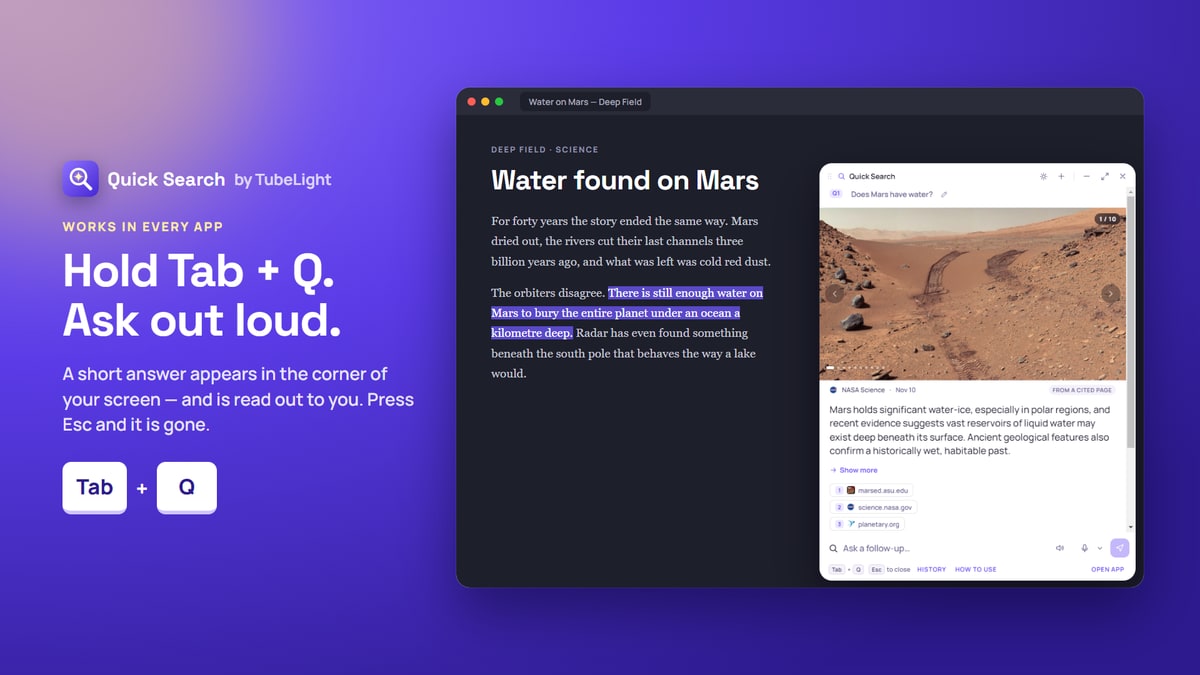 Quick Search by TubeLight
WORKS IN EVERY APP
Hold Tab + Q.
Ask out loud.
A short answer appears in the corner of
your screen — and is read out to you. Press
Esc and it is gone.
Tab + Q
Water on Mars — Deep Field
DEEP FIELD · SCIENCE
Water found on Mars
For forty years the story ended the same way. Mars
dried out, the rivers cut their last channels three
billion years ago, and what was left was cold red dust.
The orbiters disagree. There is still enough water on
Mars to bury the entire planet under an ocean a
kilometre deep. Radar has even found something
beneath the south pole that behaves the way a lake
would.
Quick Search
Q1 Does Mars have water?
1 / 10
NASA Science · Nov 10 FROM A CITED PAGE
Mars holds significant water-ice, especially in polar regions, and
recent evidence suggests vast reservoirs of liquid water may
exist deep beneath its surface. Ancient geological features also
confirm a historically wet, habitable past.
→ Show more
1 marsed.asu.edu
2 science.nasa.gov
3 planetary.org
Ask a follow-up...
Tab + Q Esc to close HISTORY HOW TO USE OPEN APP